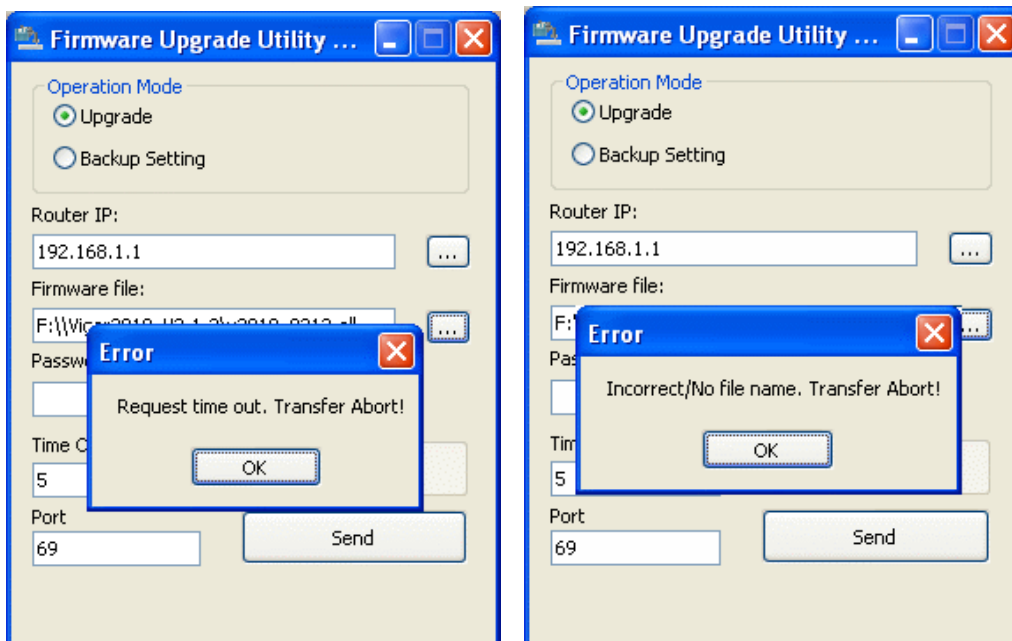 Firmware Upgrade Utility ...
Operation Mode
Upgrade
Backup Setting
Router IP:
192.168.1.1
...
Firmware file:
...
Error
Request time out. Transfer Abort!
OK
5
Port
69
Send
Firmware Upgrade Utility ...
Operation Mode
Upgrade
Backup Setting
Router IP:
192.168.1.1
...
Firmware file:
F:
...
Error
Incorrect/No file name. Transfer Abort!
OK
5
Port
69
Send